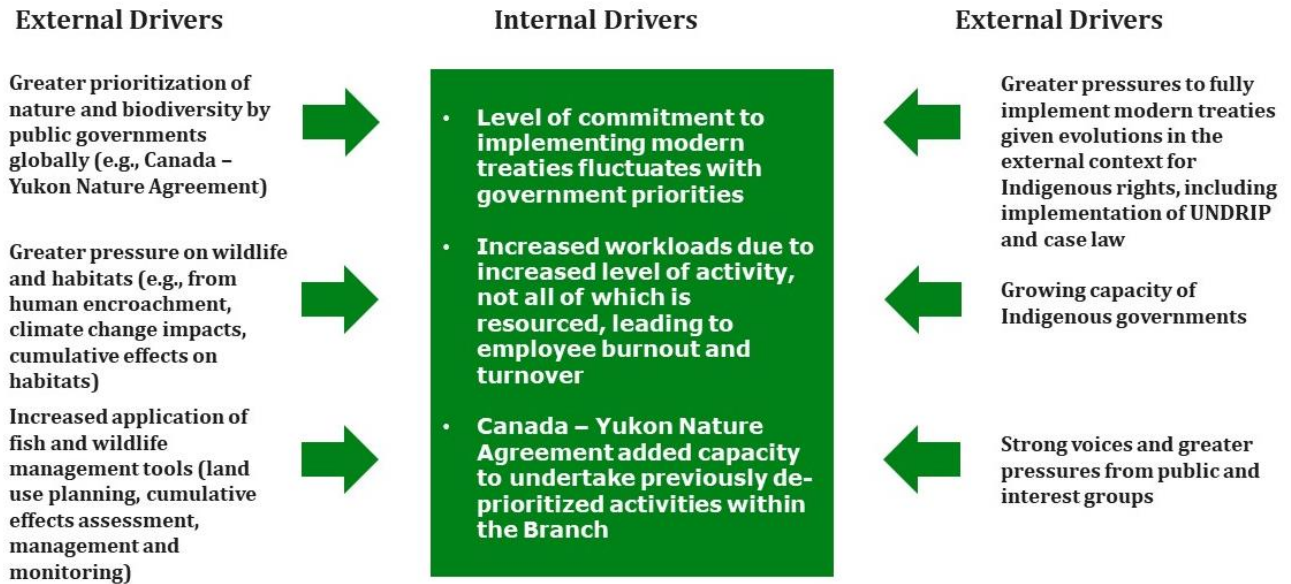 External Drivers
Greater prioritization of
nature and biodiversity by
public governments
globally (e.g., Canada –
Yukon Nature Agreement)
Greater pressure on wildlife
and habitats (e.g., from
human encroachment,
climate change impacts,
cumulative effects on
habitats)
Increased application of
fish and wildlife
management tools (land
use planning, cumulative
effects assessment,
management and
monitoring)
Internal Drivers
• Level of commitment to
implementing modern
treaties fluctuates with
government priorities
• Increased workloads due to
increased level of activity,
not all of which is
resourced, leading to
employee burnout and
turnover
• Canada – Yukon Nature
Agreement added capacity
to undertake previously de-
prioritized activities within
the Branch
External Drivers
Greater pressures to fully
implement modern treaties
given evolutions in the
external context for
Indigenous rights, including
implementation of UNDRIP
and case law
Growing capacity of
Indigenous governments
Strong voices and greater
pressures from public and
interest groups